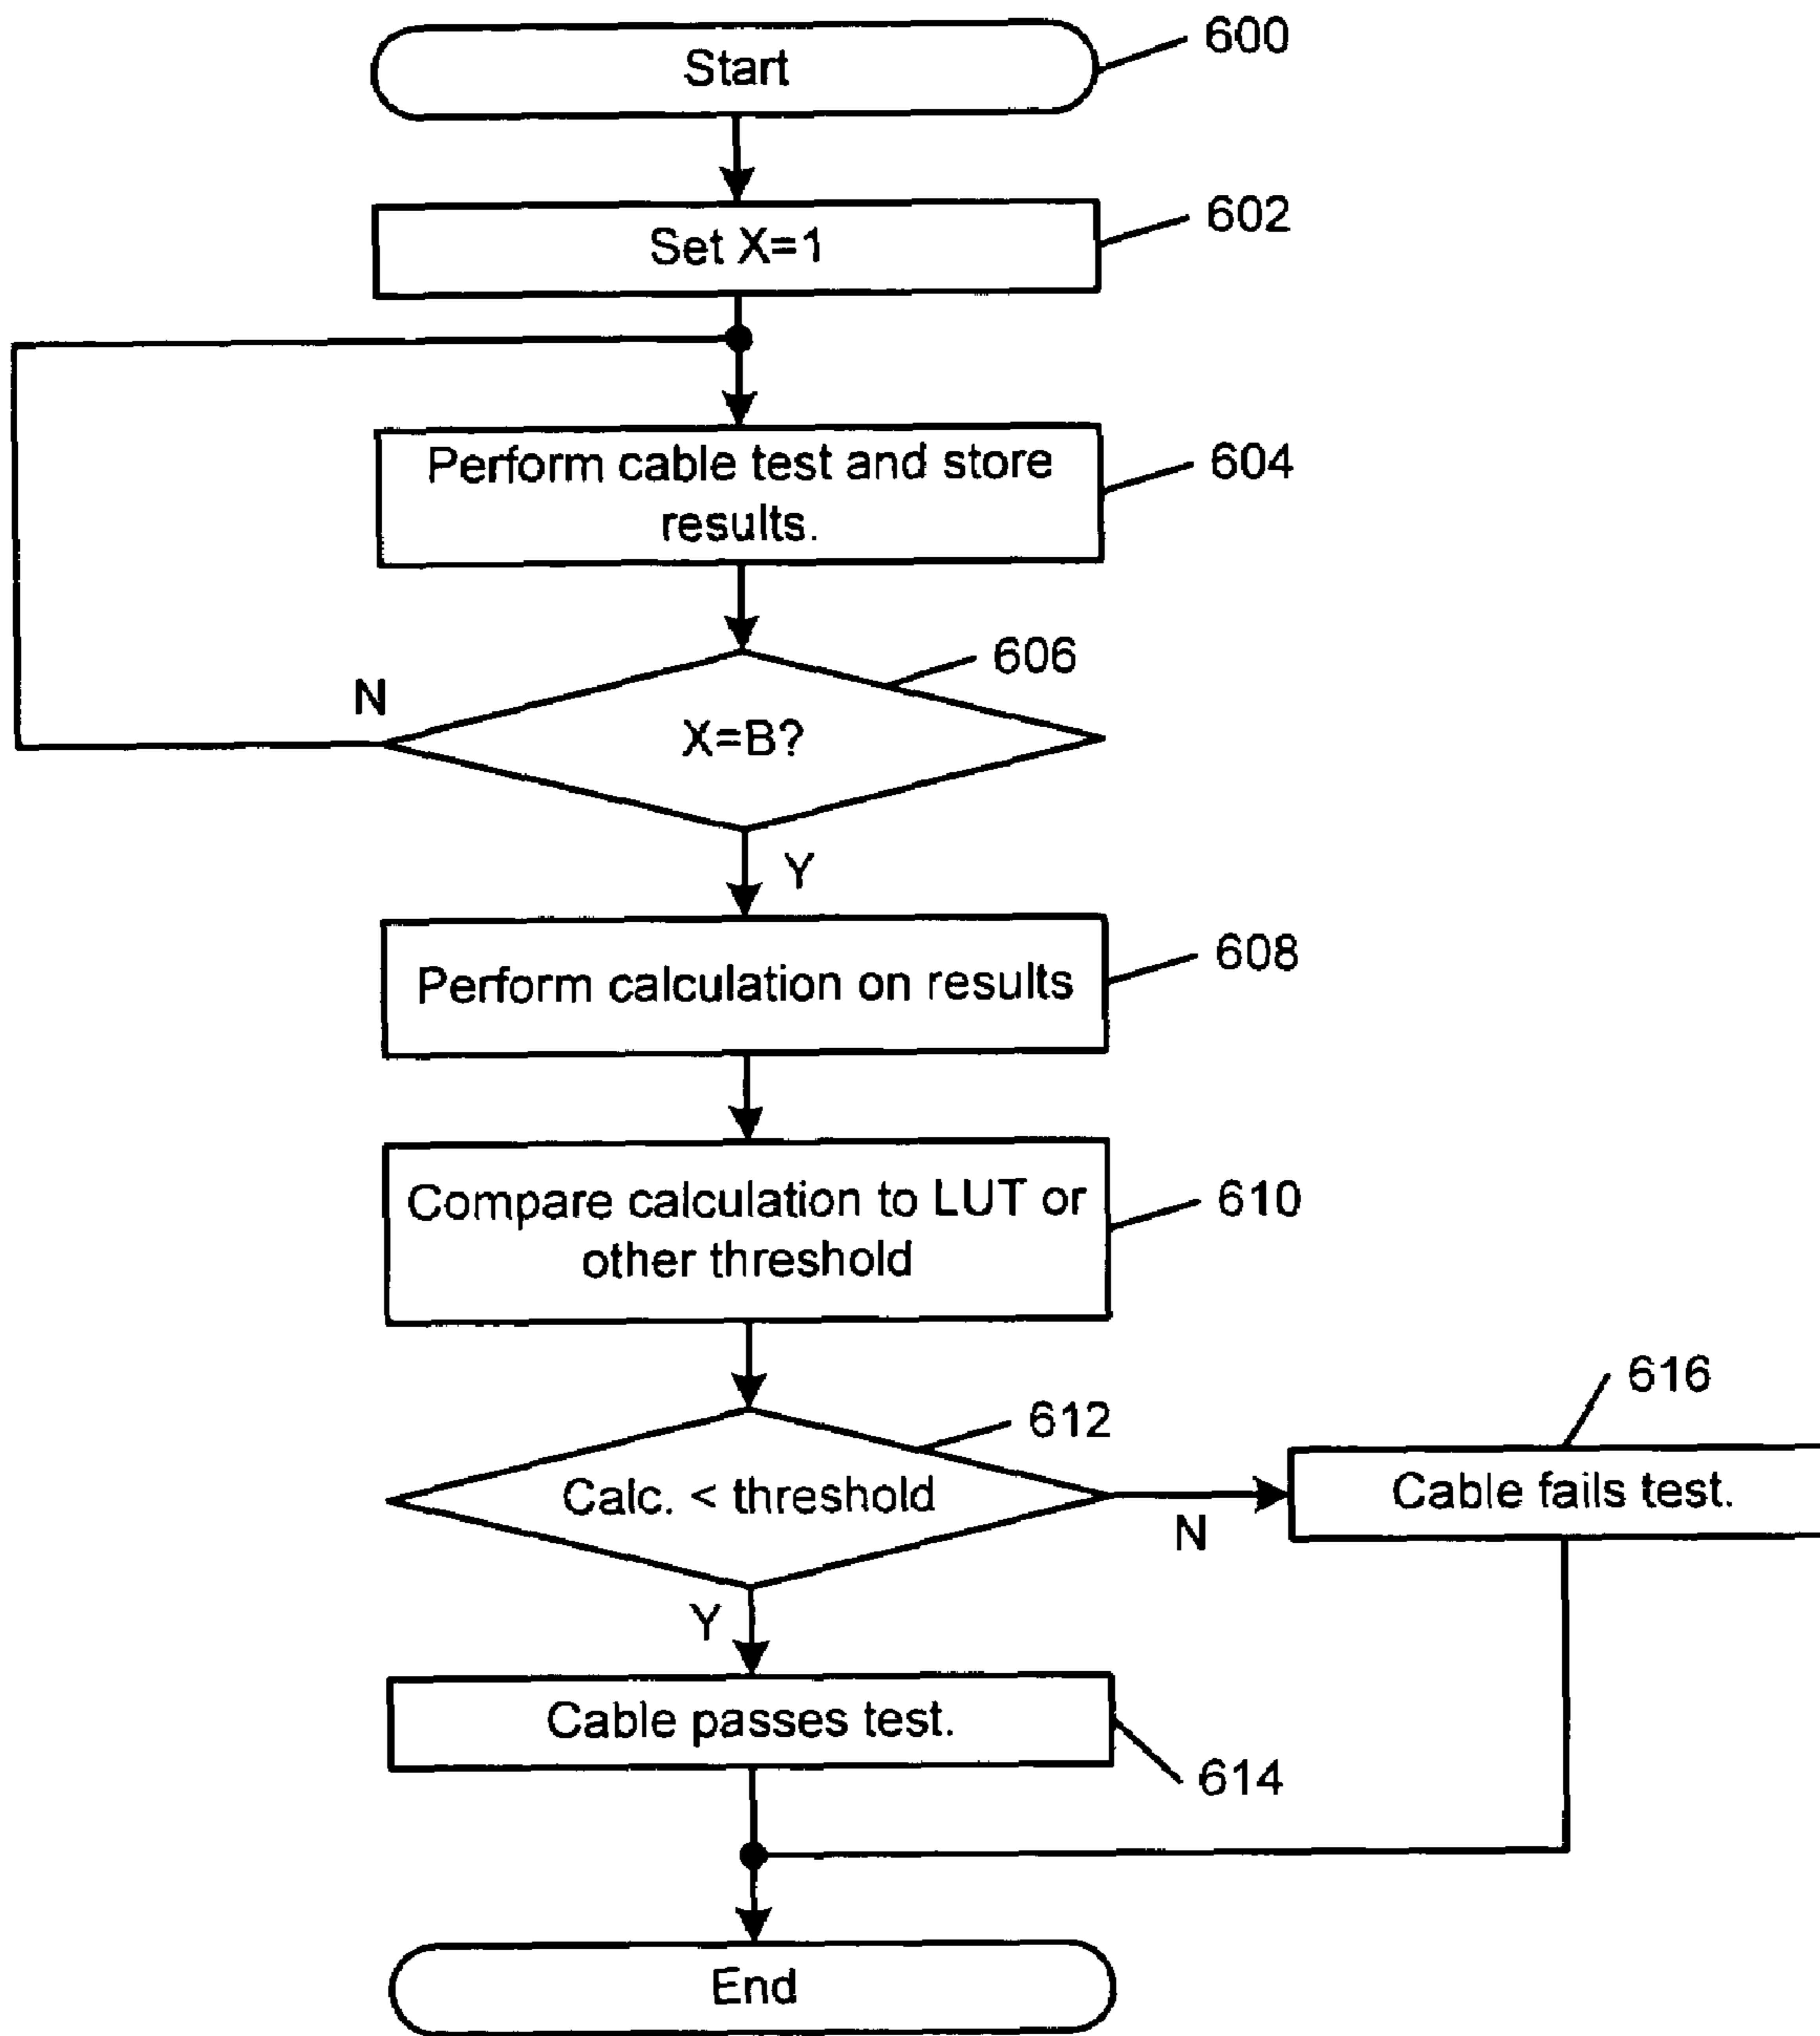 Start
600
Set X=1
602
Perform cable test and store
results.
604
606
N
X=B?
Y
Perform calculation on results
608
Compare calculation to LUT or
other threshold
610
612
616
Calc. < threshold
N
Cable fails test.
Y
Cable passes test.
614
End